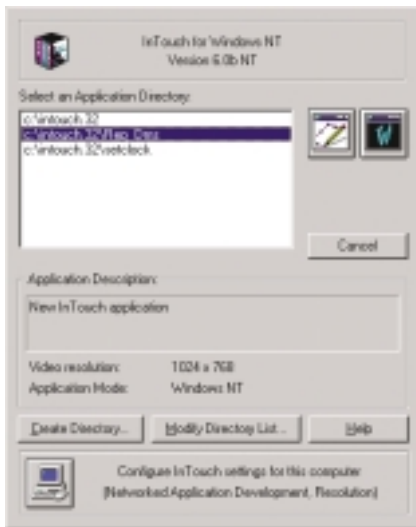 InTouch for Windows NT
Version 6.0b NT
Select an Application Directory:
c:\intouch.32
c:\intouch.32\
c:\intouch.32\setclock
W
Cancel
Application Description:
New InTouch application
Video resolution: 1024 x 768
Application Mode: Windows NT
Create Directory...
Modify Directory List...
Help
Configure InTouch settings for this computer
(Networked Application Development, Resolution)